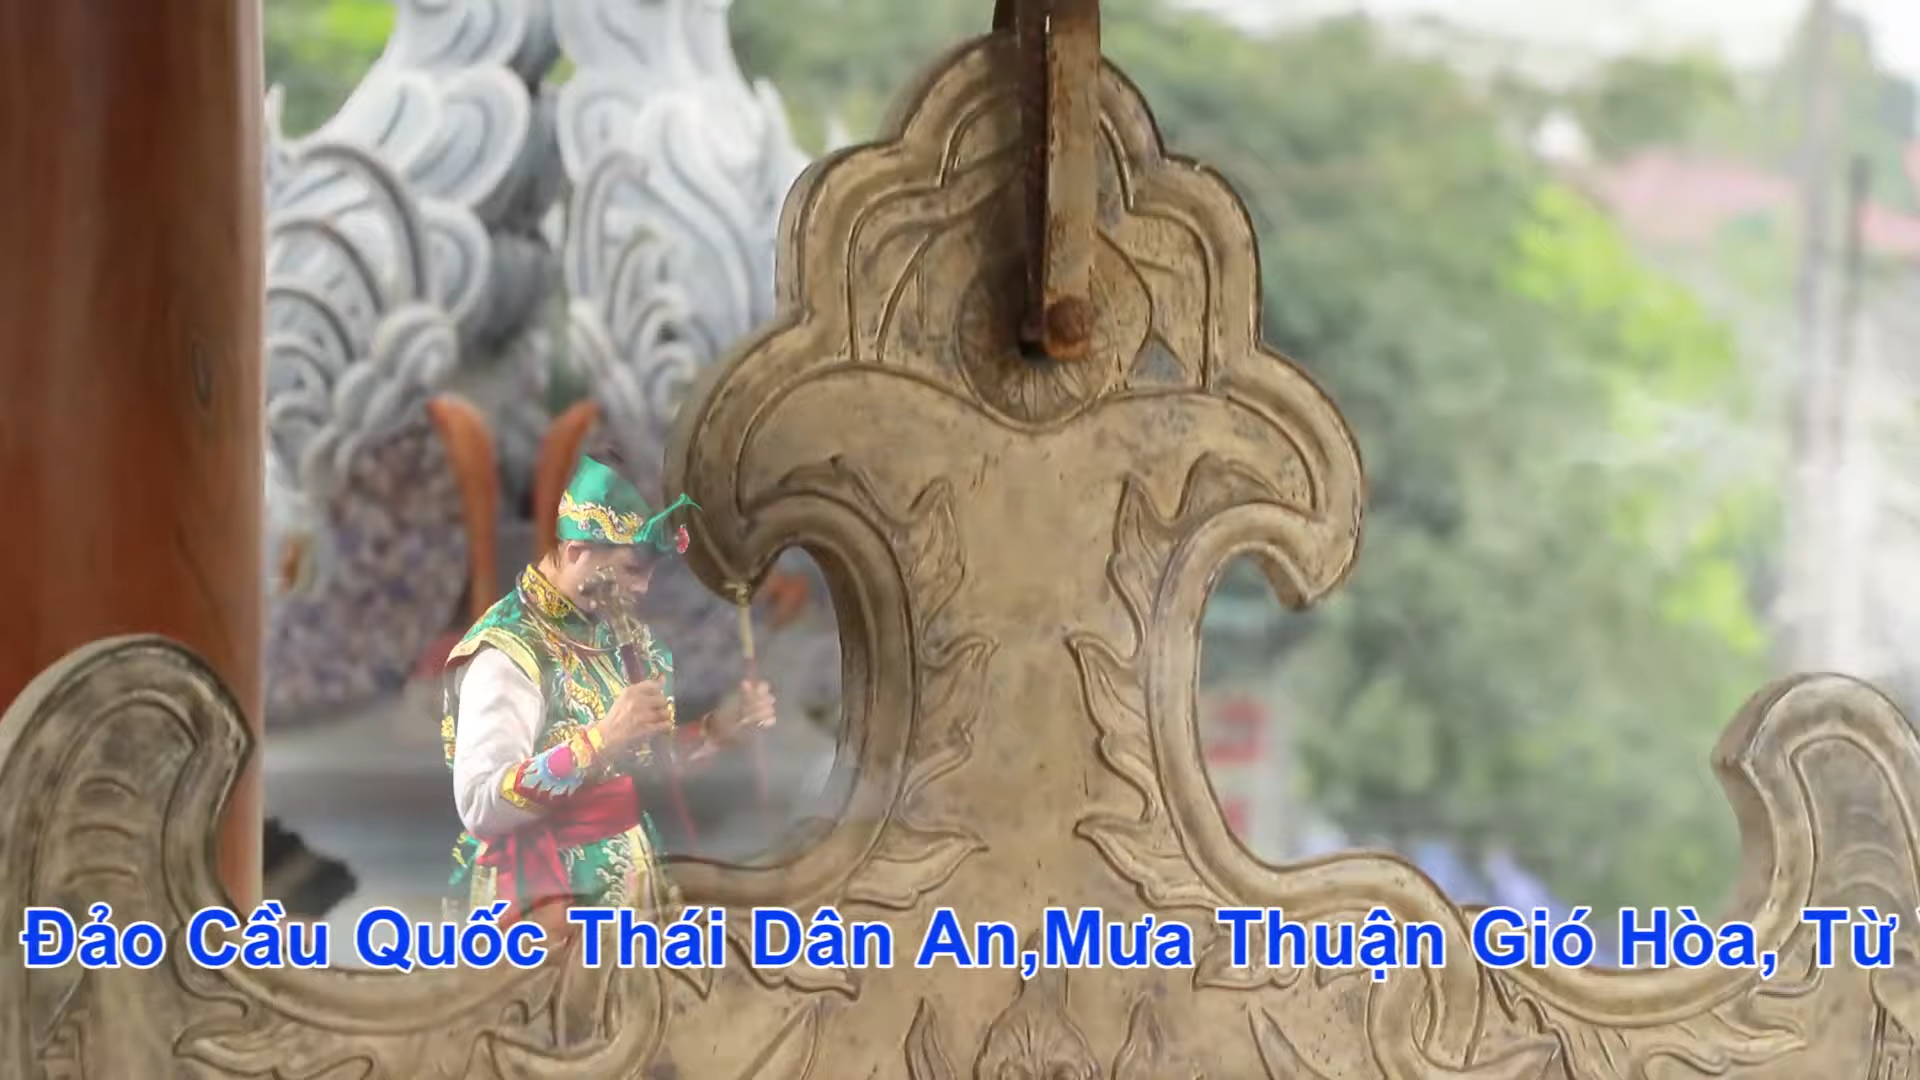 Đảo Cầu Quốc Thái Dân An,Mưa Thuận Gió Hòa, Từ